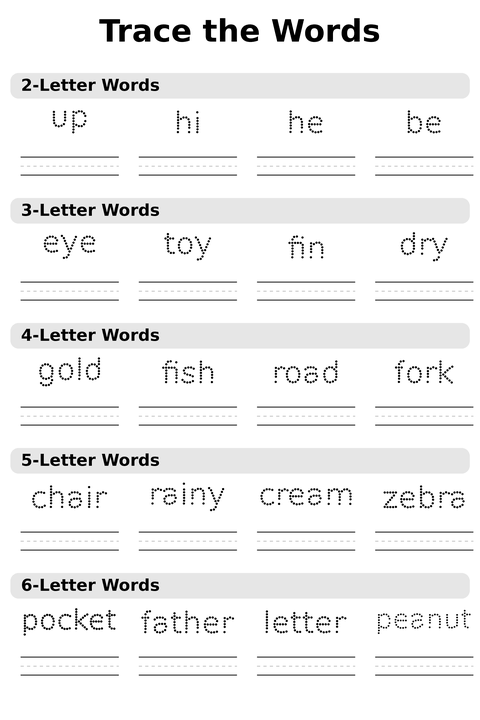 Trace the Words
2-Letter Words
up hi he be
3-Letter Words
eye toy fin dry
4-Letter Words
gold fish road fork
5-Letter Words
chair rainy cream zebra
6-Letter Words
pocket father letter peanut